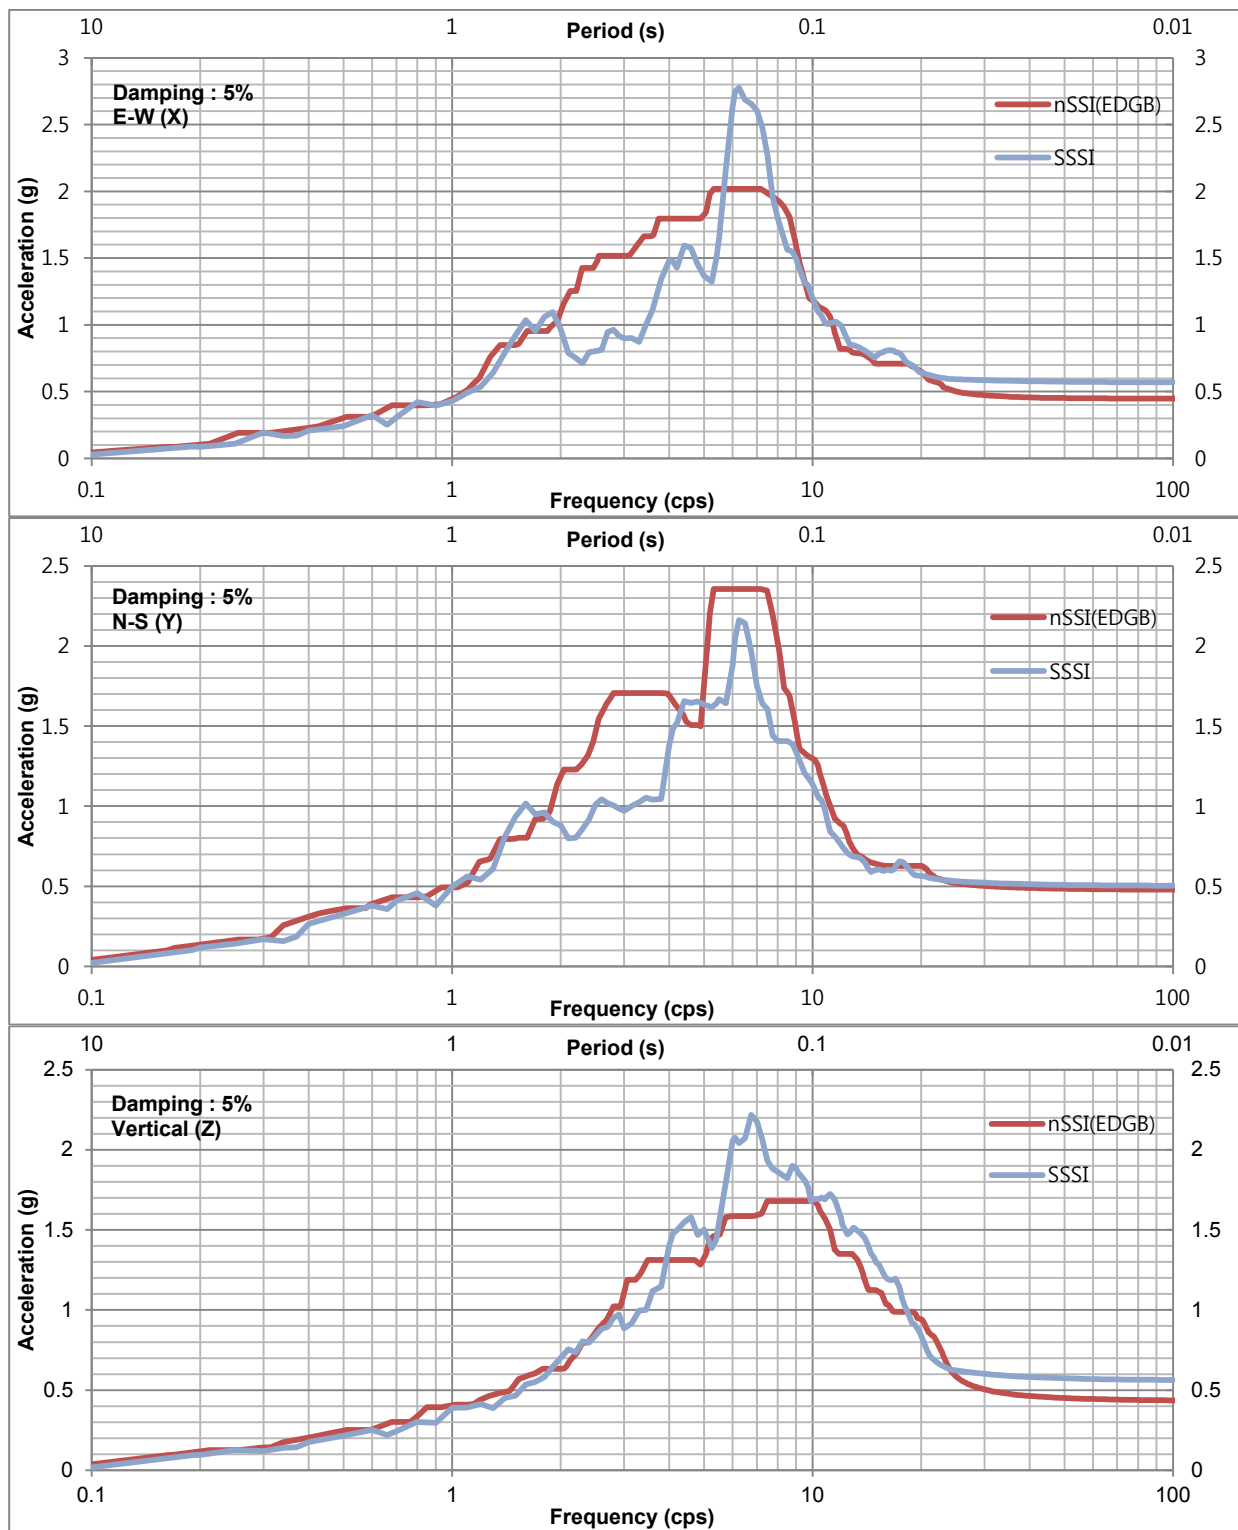 10 1 Period (s) 0.1 0.01
3 3
Damping : 5%
E-W (X)
nSSI(EDGB)
2.5 2.5
SSSI
2 2
1.5 1.5
1 1
0.5 0.5
0 0
Acceleration (g)
0.1 1 10 100
Frequency (cps)
10 1 Period (s) 0.1 0.01
2.5 2.5
Damping : 5%
N-S (Y)
nSSI(EDGB)
2 2
SSSI
1.5 1.5
1 1
0.5 0.5
0 0
Acceleration (g)
0.1 1 10 100
Frequency (cps)
10 1 Period (s) 0.1 0.01
2.5 2.5
Damping : 5%
Vertical (Z)
nSSI(EDGB)
2 2
SSSI
1.5 1.5
1 1
0.5 0.5
0 0
Acceleration (g)
0.1 1 10 100
Frequency (cps)